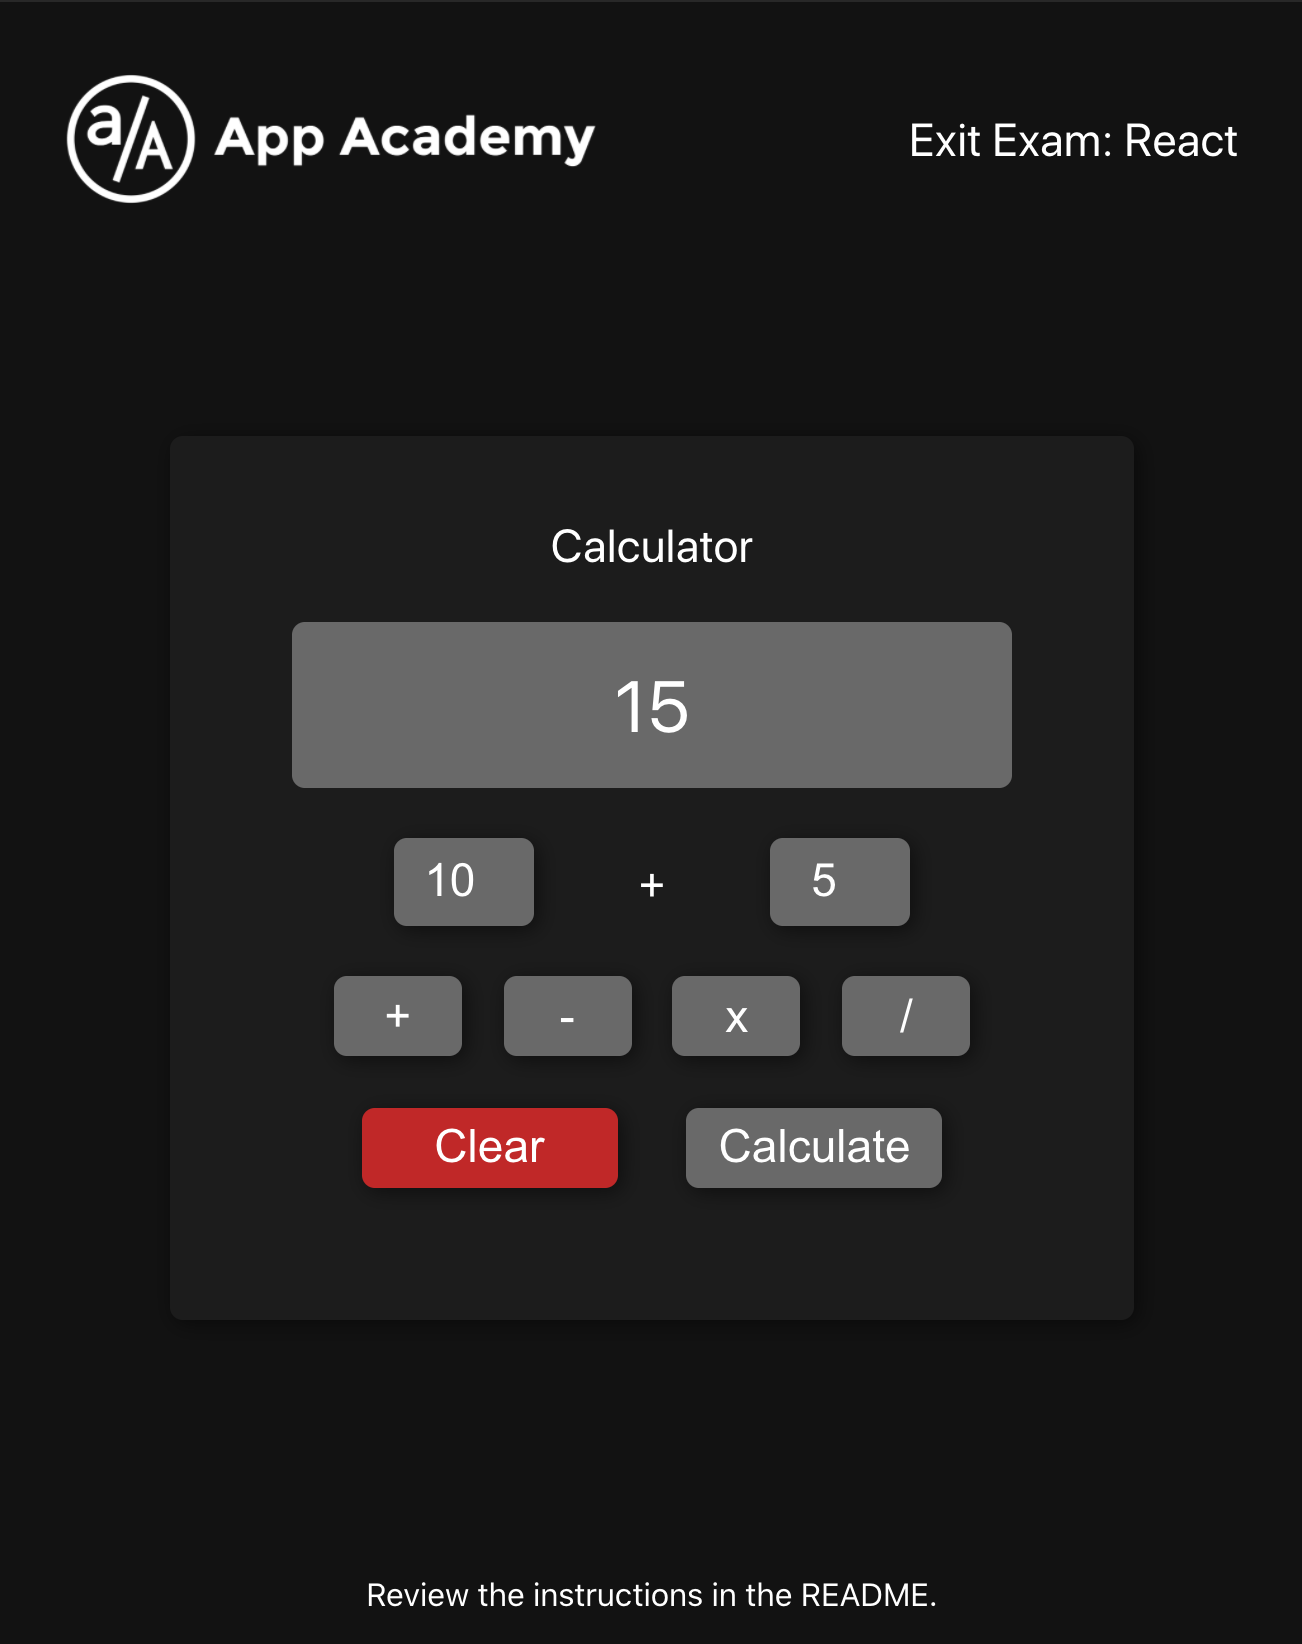 a/A App Academy
Exit Exam: React
Calculator
15
10 + 5
+ - x /
Clear Calculate
Review the instructions in the README.